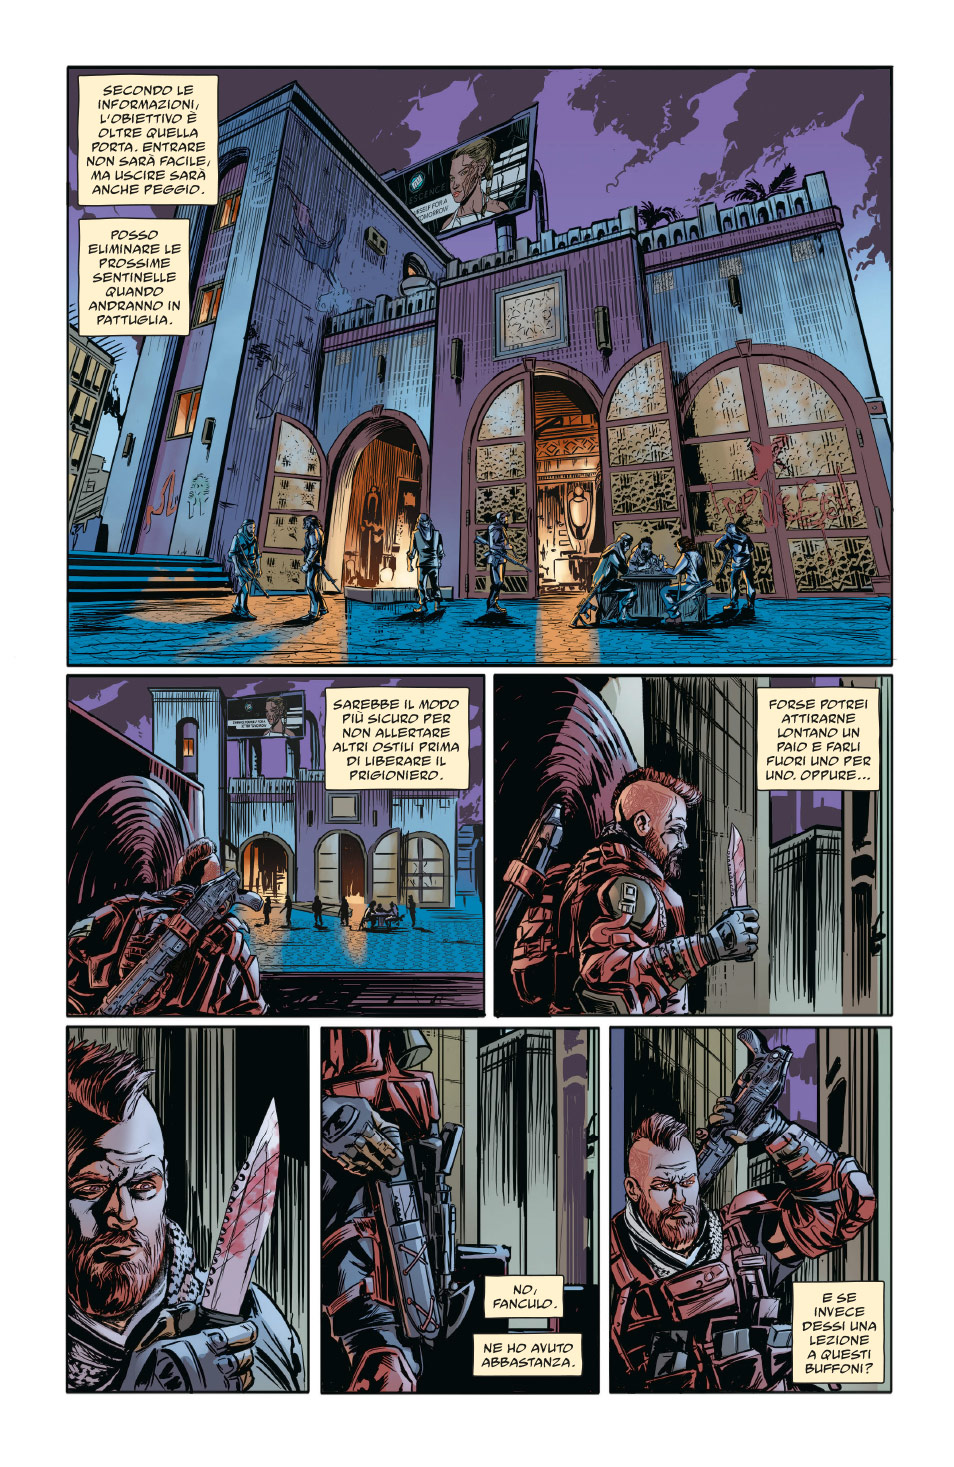 SECONDO LE
INFORMAZIONI,
L'OBIETTIVO È
OLTRE QUELLA
PORTA. ENTRARE
NON SARÀ FACILE,
MA USCIRE SARÀ
ANCHE PEGGIO.
POSSO
ELIMINARE LE
PROSSIME
SENTINELLE
QUANDO
ANDRANNO IN
PATTUGLIA.
SAREBBE IL MODO
PIÙ SICURO PER
NON ALLERTARE
ALTRI OSTILI PRIMA
DI LIBERARE IL
PRIGIONIERO.
FORSE POTREI
ATTIRARNE
LONTANO UN
PAIO E FARLI
FUORI UNO PER
UNO. OPPURE...
NO,
FANCULO.
NE HO AVUTO
ABBASTANZA.
E SE
INVECE
DESSI UNA
LEZIONE
A QUESTI
BUFFONI?